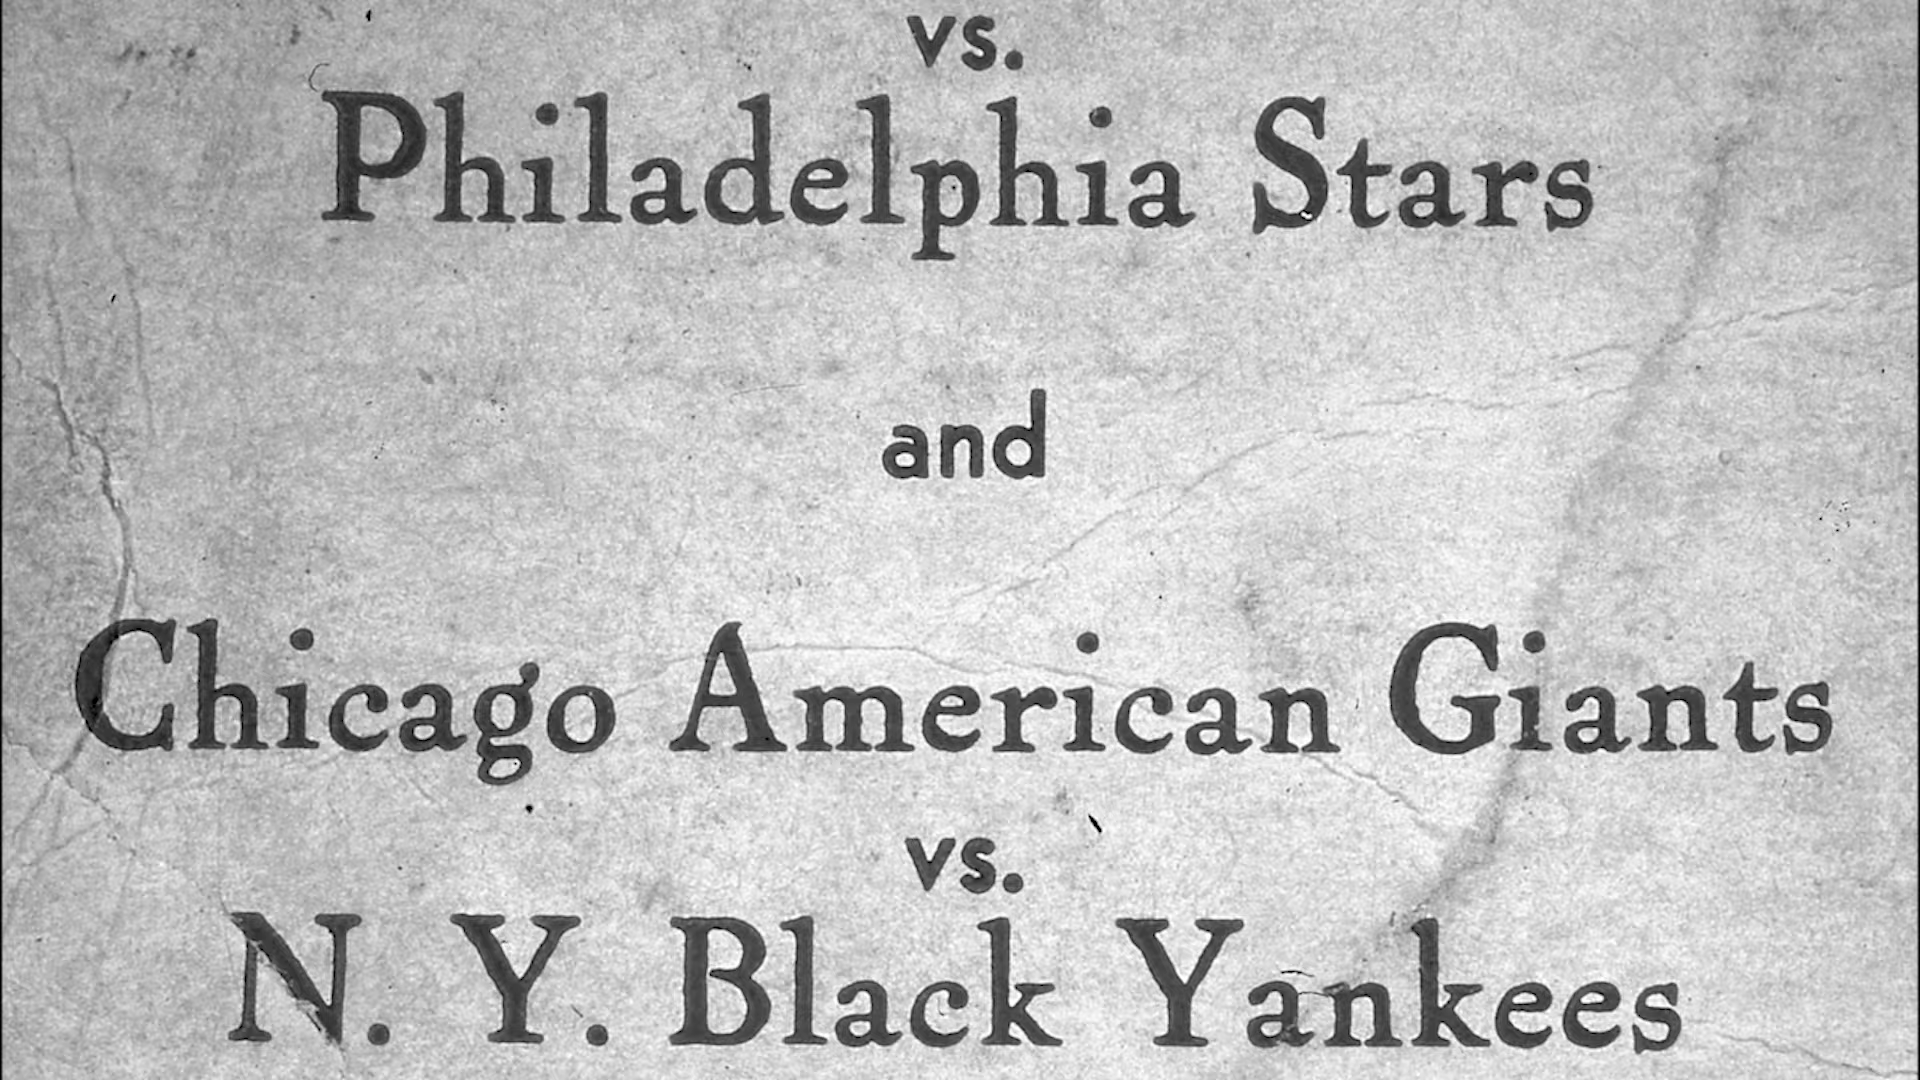 vs.
Philadelphia Stars
and
Chicago American Giants
vs.
N. Y. Black Yankees